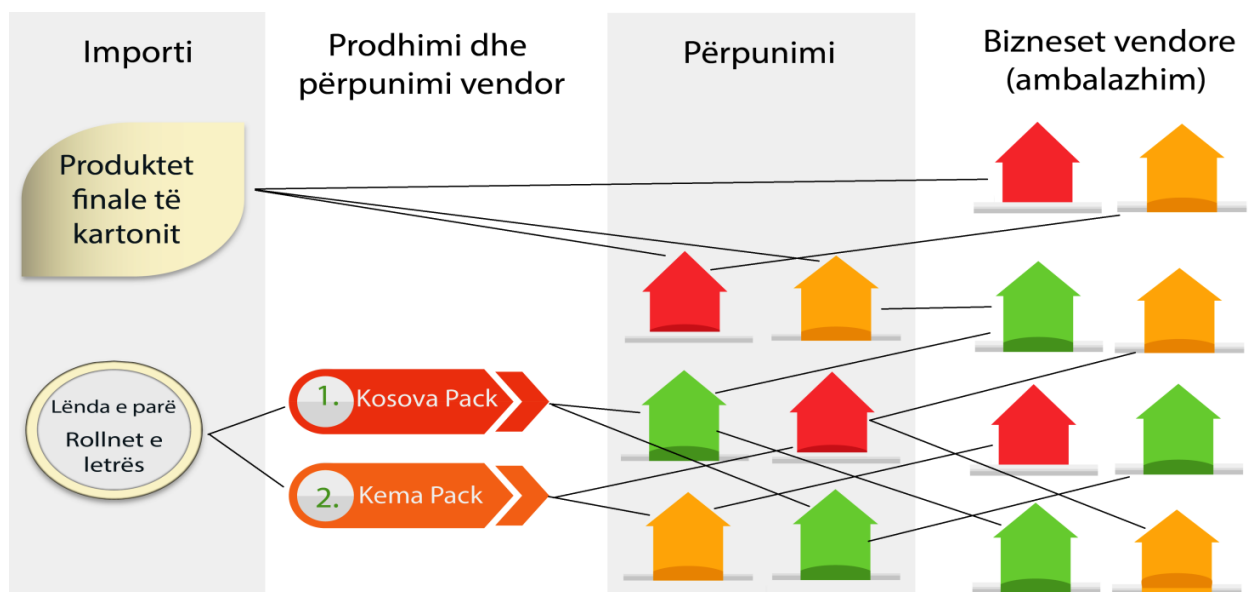 Importi
Prodhimi dhe
përpunimi vendor
Përpunimi
Bizneset vendore
(ambalazhim)
Produktet
finale të
kartonit
Lënda e parë
Rollnet e
letrës
1. Kosova Pack
2. Kema Pack